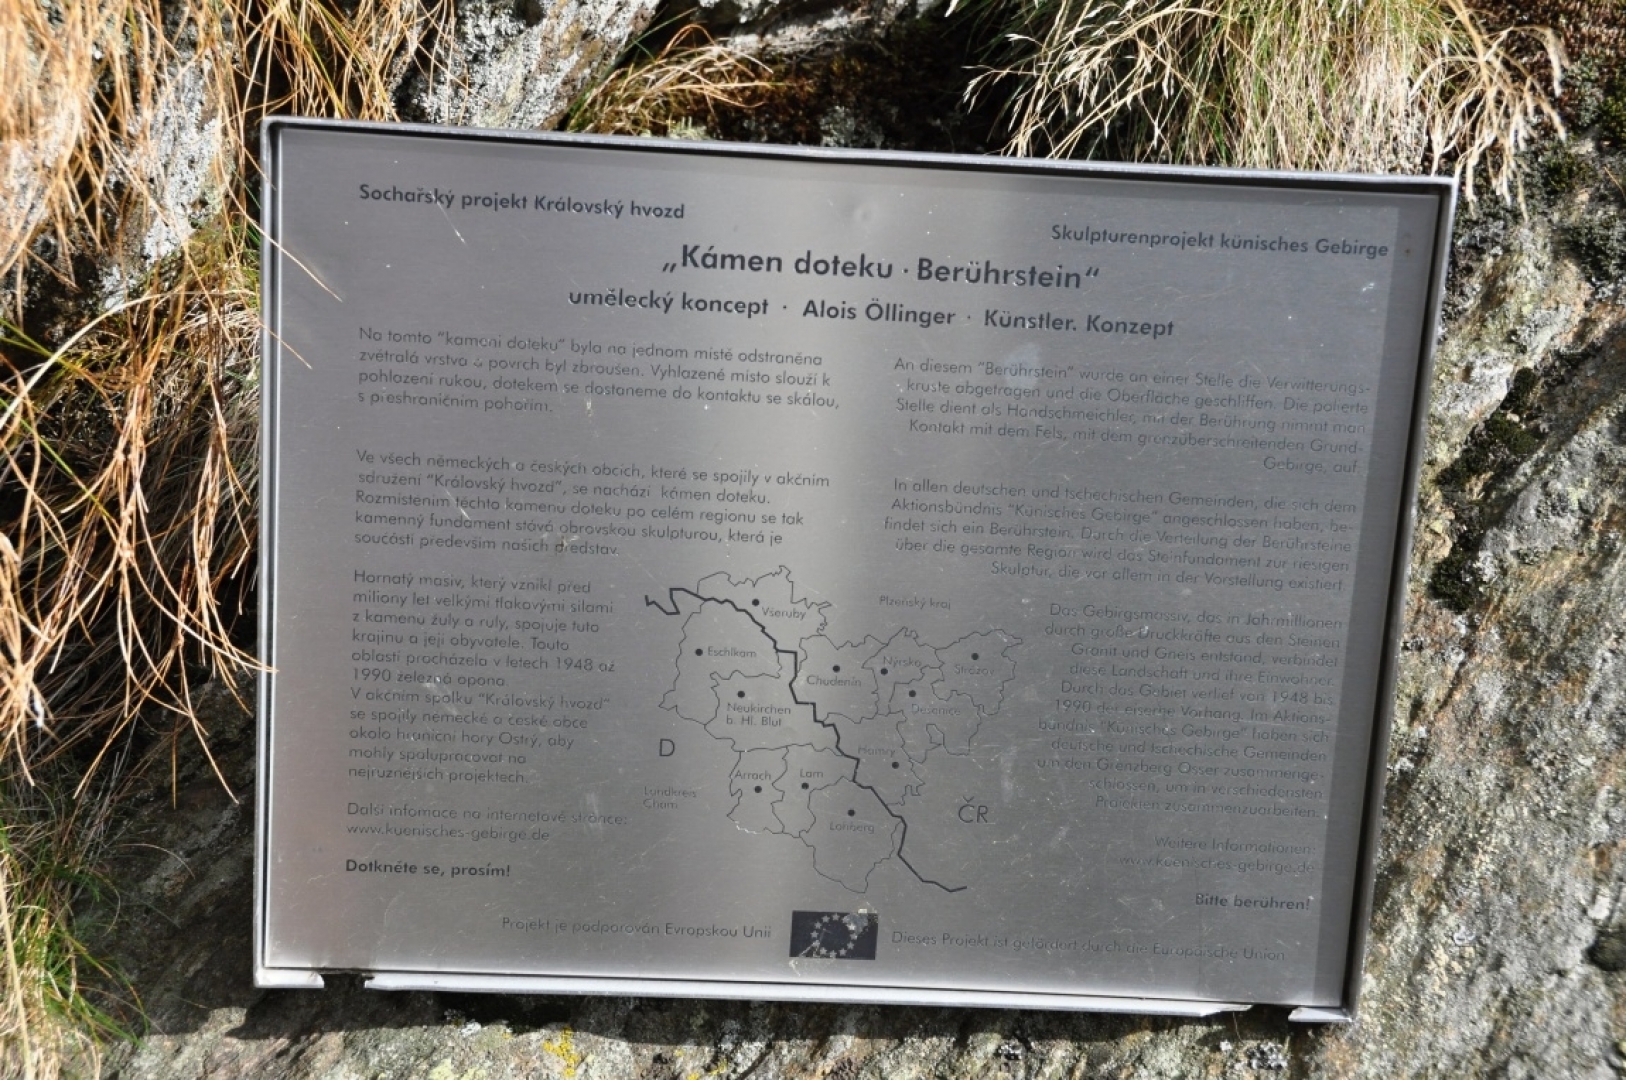 Sochařský projekt Královský hvozd
Skulpturenprojekt künisches Gebirge
„Kámen doteku · Berührstein“
umělecký koncept · Alois Öllinger · Künstler. Konzept
Na tomto "kameni doteku" byla na jednom místě odstraněna
zvětralá vrstva a povrch byl zbroušen. Vyhlazené místo slouží k
pohlazení rukou, dotekem se dostaneme do kontaktu se skálou,
s přeshraničním pohořím.
Ve všech německých a českých obcích, které se spojily v akčním
sdružení "Královský hvozd", se nachází kámen doteku.
Rozmístěním těchto kamenu doteku po celém regionu se tak
kamenný fundament stává obrovskou skulpturou, která je
součástí především našich představ.
Hornatý masiv, který vznikl před
miliony let velkými tlakovými silami
z kamenu žuly a ruly, spojuje tuto
krajinu a její obyvatele. Touto
oblastí procházela v letech 1948 až
1990 železná opona.
V akčním spolku "Královský hvozd"
se spojily německé a české obce
okolo hraniční hory Ostrý, aby
mohly spolupracovat na
nejruznějších projektech.
Další infomace na internetové stránce:
www.kuenisches-gebirge.de
Dotkněte se, prosím!
An diesem "Berührstein" wurde an einer Stelle die Verwitterungs-
kruste abgetragen und die Oberfläche geschliffen. Die polierte
Stelle dient als Handschmeichler, mit der Berührung nimmt man
Kontakt mit dem Fels, mit dem grenzüberschreitenden Grund-
Gebirge, auf.
In allen deutschen und tschechischen Gemeinden, die sich dem
Aktionsbündnis "Künisches Gebirge" angeschlossen haben, be-
findet sich ein Berührstein. Durch die Verteilung der Berührsteine
über die gesamte Region wird das Steinfundament zur riesigen
Skulptur, die vor allem in der Vorstellung existiert.
Das Gebirgsmassiv, das in Jahrmillionen
durch große Druckkräfte aus den Steinen
Granit und Gneis entstand, verbindet
diese Landschaft und ihre Einwohner.
Durch das Gebiet verlief von 1948 bis
1990 der eiserne Vorhang. Im Aktions-
bündnis "Künisches Gebirge" haben sich
deutsche und tschechische Gemeinden
um den Grenzberg Osser zusammenge-
schlossen, um in verschiedensten
Projekten zusammenzuarbeiten.
Weitere Informationen:
www.kuenisches-gebirge.de
Bitte berühren!
Všeruby
Plzeňský kraj
Eschlkam
Chudenín
Nýrsko
Strážov
Dešenice
Neukirchen
b. Hl. Blut
D
Hamry
Arrach
Lam
Landkreis
Cham
Lohberg
ČR
Projekt je podporován Evropskou Unií
Dieses Projekt ist gefördert durch die Europäische Union